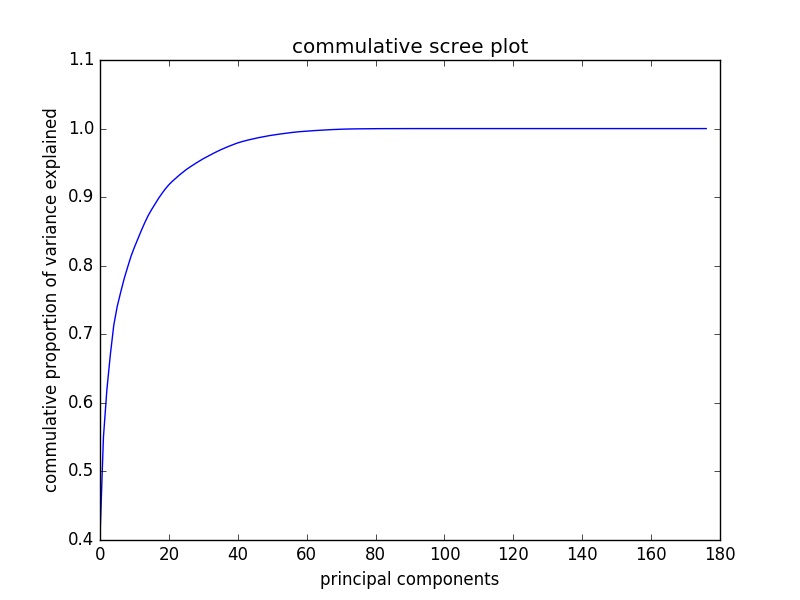 commulative scree plot
1.1
1.0
0.9
0.8
0.7
0.6
0.5
0.4
commulative proportion of variance explained
0 20 40 60 80 100 120 140 160 180
principal components